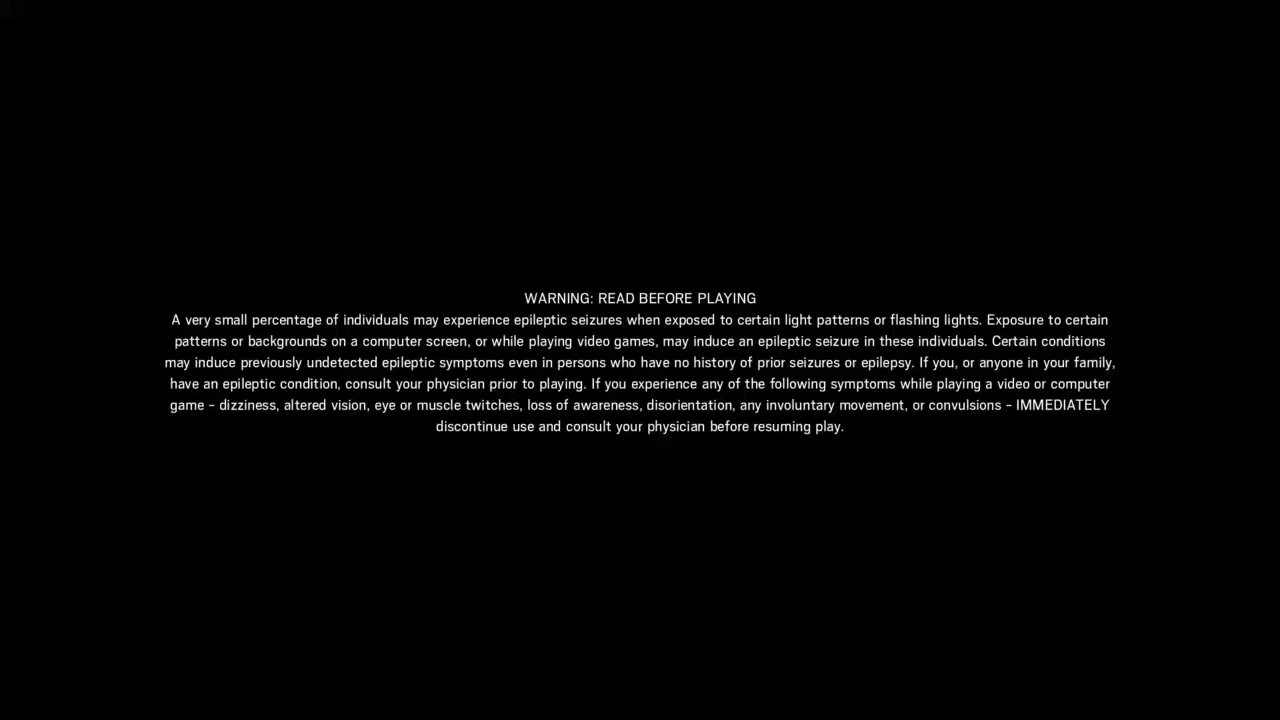 WARNING: READ BEFORE PLAYING
A very small percentage of individuals may experience epileptic seizures when exposed to certain light patterns or flashing lights. Exposure to certain
patterns or backgrounds on a computer screen, or while playing video games, may induce an epileptic seizure in these individuals. Certain conditions
may induce previously undetected epileptic symptoms even in persons who have no history of prior seizures or epilepsy. If you, or anyone in your family,
have an epileptic condition, consult your physician prior to playing. If you experience any of the following symptoms while playing a video or computer
game – dizziness, altered vision, eye or muscle twitches, loss of awareness, disorientation, any involuntary movement, or convulsions – IMMEDIATELY
discontinue use and consult your physician before resuming play.